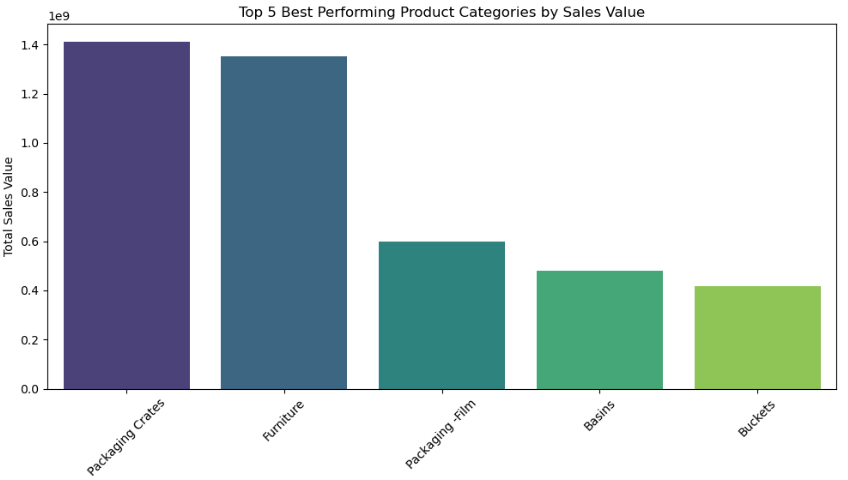 Top 5 Best Performing Product Categories by Sales Value
1e9
Total Sales Value
1.4
1.2
1.0
0.8
0.6
0.4
0.2
0.0
Packaging Crates
Furniture
Packaging -Film
Basins
Buckets